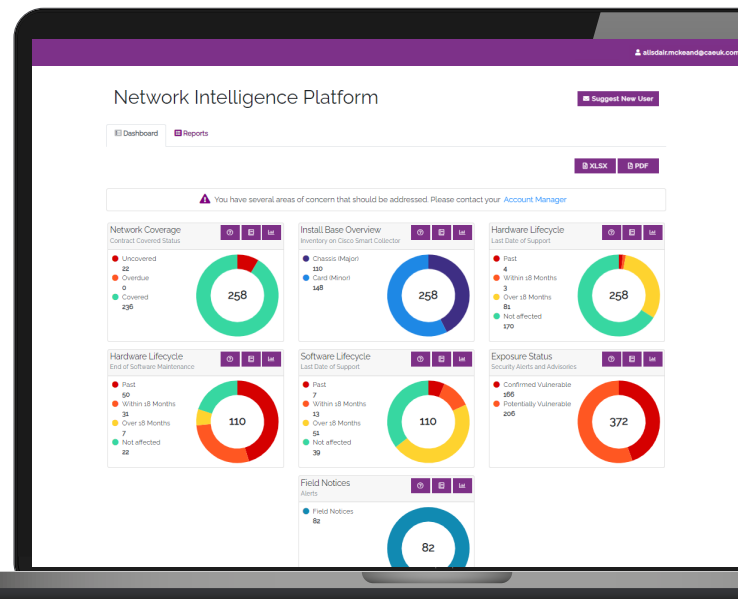 alisdair.mckeand@caeuk.com
Network Intelligence Platform
Suggest New User
Dashboard
Reports
XLSX
PDF
You have several areas of concern that should be addressed. Please contact your Account Manager
Network Coverage
Contract Covered Status
Uncovered
22
Overdue
0
Covered
236
258
Install Base Overview
Inventory on Cisco Smart Collector
Chassis (Major)
110
Card (Minor)
148
258
Hardware Lifecycle
Last Date of Support
Past
4
Within 18 Months
3
Over 18 Months
81
Not affected
170
258
Hardware Lifecycle
End of Software Maintenance
Past
50
Within 18 Months
31
Over 18 Months
7
Not affected
22
110
Software Lifecycle
Last Date of Support
Past
7
Within 18 Months
13
Over 18 Months
51
Not affected
39
110
Exposure Status
Security Alerts and Advisories
Confirmed Vulnerable
166
Potentially Vulnerable
206
372
Field Notices
Alerts
Field Notices
82
82